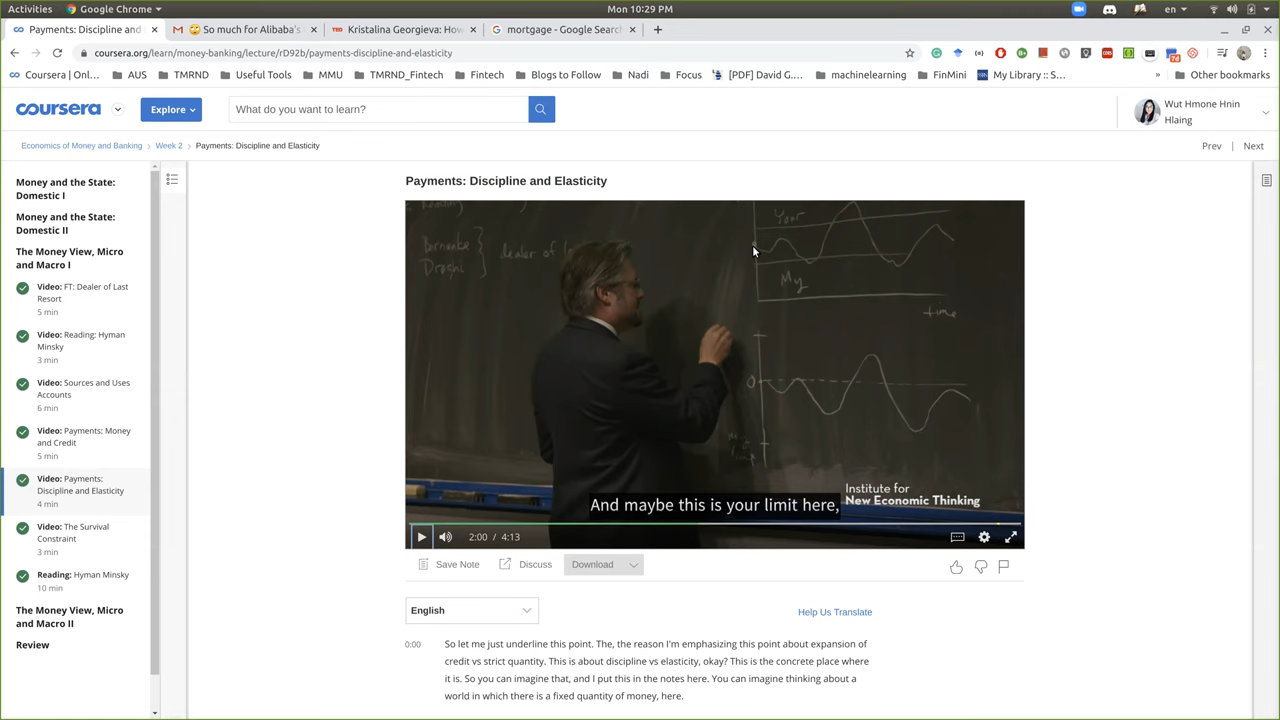 Activities Google Chrome Mon 10:29 PM en
Payments: Discipline and E So much for Alibaba's Kristalina Georgieva: How mortgage - Google Search
coursera.org/learn/money-banking/lecture/rD92b/payments-discipline-and-elasticity
Coursera | Onl… AUS TMRND Useful Tools MMU TMRND_Fintech Fintech Blogs to Follow Nadi Focus [PDF] David G.… machinelearning FinMini My Library :: S… » Other bookmarks
coursera Explore What do you want to learn? Wut Hmone Hnin
Hlaing
Economics of Money and Banking > Week 2 > Payments: Discipline and Elasticity Prev | Next
Money and the State:
Domestic I
Money and the State:
Domestic II
The Money View, Micro
and Macro I
Video: FT: Dealer of Last
Resort
5 min
Video: Reading: Hyman
Minsky
3 min
Video: Sources and Uses
Accounts
6 min
Video: Payments: Money
and Credit
5 min
Video: Payments:
Discipline and Elasticity
4 min
Video: The Survival
Constraint
3 min
Reading: Hyman Minsky
10 min
The Money View, Micro
and Macro II
Review
Payments: Discipline and Elasticity
Reading
Bernanke
Draghi
dealer of
Your
My
time
0
And maybe this is your limit here,
Institute for
New Economic Thinking
2:00 / 4:13
Save Note Discuss Download
English Help Us Translate
0:00 So let me just underline this point. The, the reason I'm emphasizing this point about expansion of
credit vs strict quantity. This is about discipline vs elasticity, okay? This is the concrete place where
it is. So you can imagine that, and I put this in the notes here. You can imagine thinking about a
world in which there is a fixed quantity of money, here.